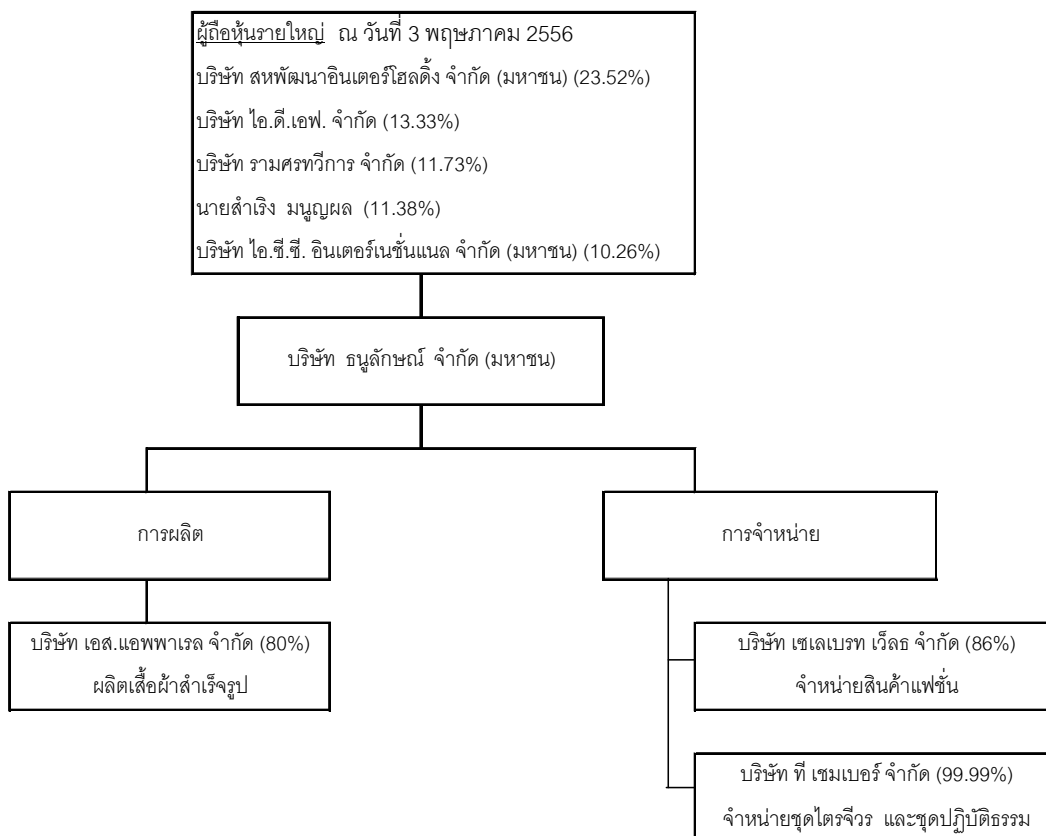 ผู้ถือหุ้นรายใหญ่ ณ วันที่ 3 พฤษภาคม 2556
บริษัท สหพัฒนาอินเตอร์โฮลดิ้ง จำกัด (มหาชน) (23.52%)
บริษัท ไอ.ดี.เอฟ. จำกัด (13.33%)
บริษัท รามศรทวีการ จำกัด (11.73%)
นายสำเริง มนูญผล (11.38%)
บริษัท ไอ.ซี.ซี. อินเตอร์เนชั่นแนล จำกัด (มหาชน) (10.26%)
บริษัท ธนูลักษณ์ จำกัด (มหาชน)
การผลิต
การจำหน่าย
บริษัท เอส.แอพพาเรล จำกัด (80%)
ผลิตเสื้อผ้าสำเร็จรูป
บริษัท เซเลเบรท เว็ลธ จำกัด (86%)
จำหน่ายสินค้าแฟชั่น
บริษัท ที เชมเบอร์ จำกัด (99.99%)
จำหน่ายชุดไตรจีวร และชุดปฏิบัติธรรม